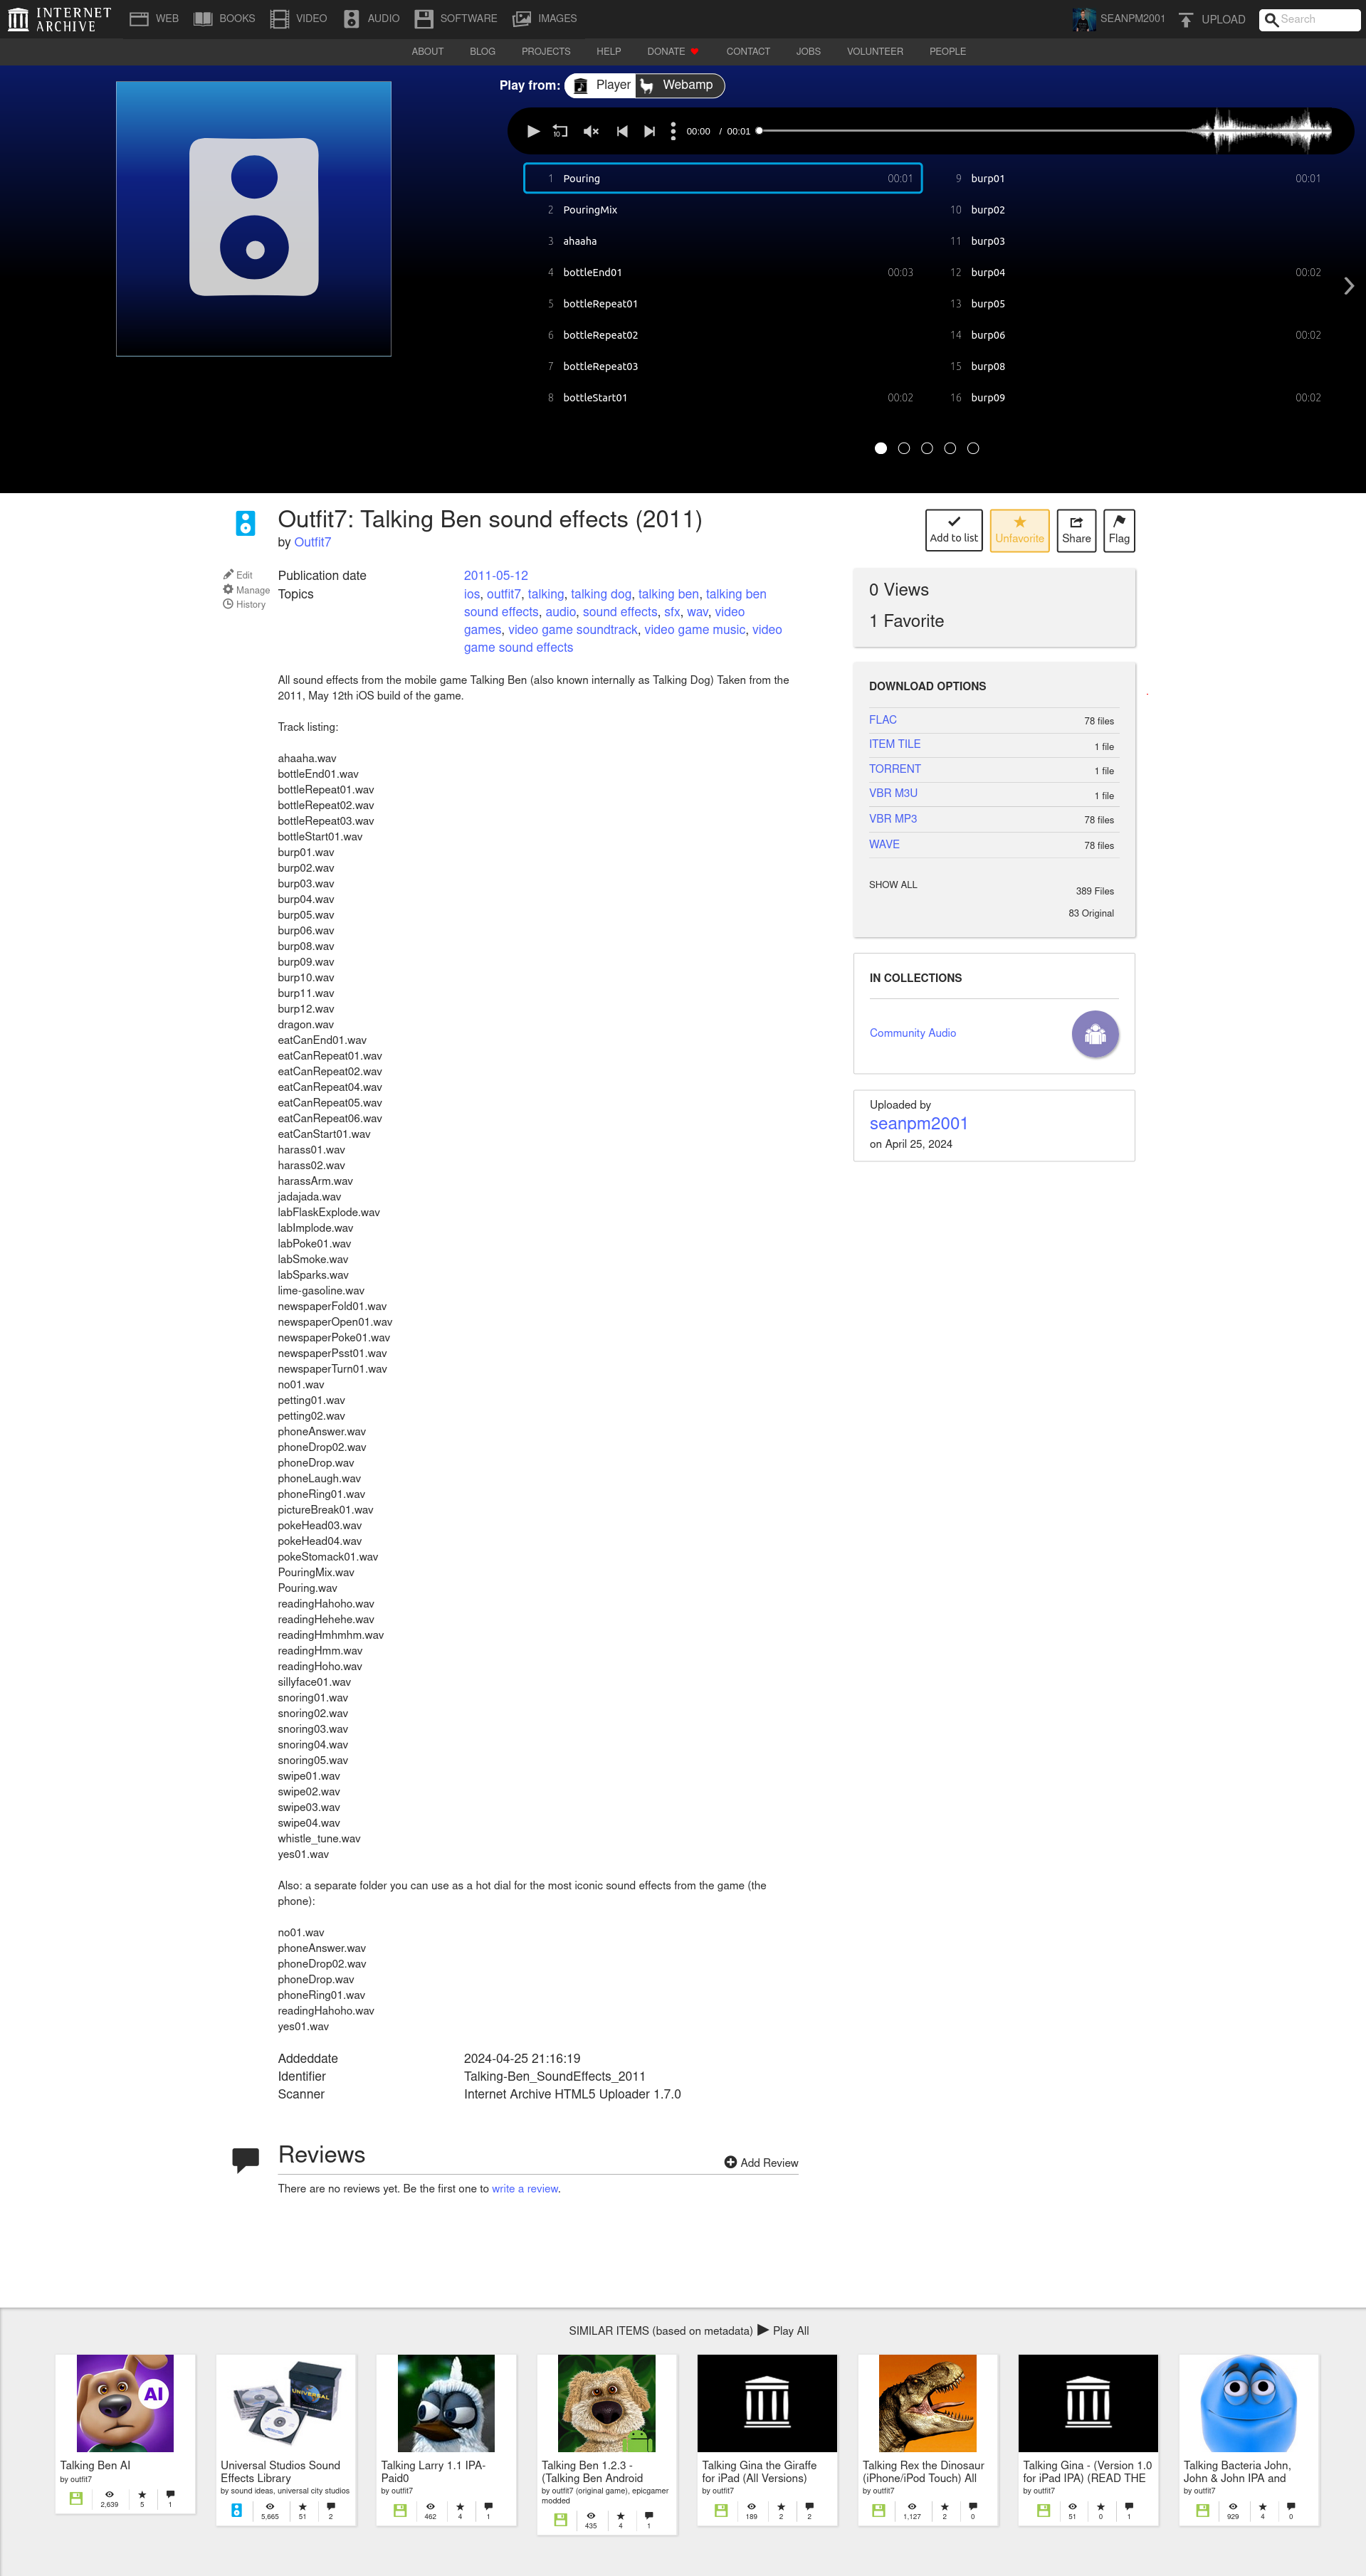 INTERNET ARCHIVE
WEB BOOKS VIDEO AUDIO SOFTWARE IMAGES SEANPM2001 UPLOAD Search
ABOUT BLOG PROJECTS HELP DONATE CONTACT JOBS VOLUNTEER PEOPLE
Play from: Player Webamp
10 00:00 / 00:01
1 Pouring 00:01
2 PouringMix
3 ahaaha
4 bottleEnd01 00:03
5 bottleRepeat01
6 bottleRepeat02
7 bottleRepeat03
8 bottleStart01 00:02
9 burp01 00:01
10 burp02
11 burp03
12 burp04 00:02
13 burp05
14 burp06 00:02
15 burp08
16 burp09 00:02
Outfit7: Talking Ben sound effects (2011)
by Outfit7
Add to list Unfavorite Share Flag
Edit
Manage
History
Publication date 2011-05-12
Topics ios, outfit7, talking, talking dog, talking ben, talking ben
sound effects, audio, sound effects, sfx, wav, video
games, video game soundtrack, video game music, video
game sound effects
All sound effects from the mobile game Talking Ben (also known internally as Talking Dog) Taken from the
2011, May 12th iOS build of the game.
Track listing:
ahaaha.wav
bottleEnd01.wav
bottleRepeat01.wav
bottleRepeat02.wav
bottleRepeat03.wav
bottleStart01.wav
burp01.wav
burp02.wav
burp03.wav
burp04.wav
burp05.wav
burp06.wav
burp08.wav
burp09.wav
burp10.wav
burp11.wav
burp12.wav
dragon.wav
eatCanEnd01.wav
eatCanRepeat01.wav
eatCanRepeat02.wav
eatCanRepeat04.wav
eatCanRepeat05.wav
eatCanRepeat06.wav
eatCanStart01.wav
harass01.wav
harass02.wav
harassArm.wav
jadajada.wav
labFlaskExplode.wav
labImplode.wav
labPoke01.wav
labSmoke.wav
labSparks.wav
lime-gasoline.wav
newspaperFold01.wav
newspaperOpen01.wav
newspaperPoke01.wav
newspaperPsst01.wav
newspaperTurn01.wav
no01.wav
petting01.wav
petting02.wav
phoneAnswer.wav
phoneDrop02.wav
phoneDrop.wav
phoneLaugh.wav
phoneRing01.wav
pictureBreak01.wav
pokeHead03.wav
pokeHead04.wav
pokeStomack01.wav
PouringMix.wav
Pouring.wav
readingHahoho.wav
readingHehehe.wav
readingHmhmhm.wav
readingHmm.wav
readingHoho.wav
sillyface01.wav
snoring01.wav
snoring02.wav
snoring03.wav
snoring04.wav
snoring05.wav
swipe01.wav
swipe02.wav
swipe03.wav
swipe04.wav
whistle_tune.wav
yes01.wav
Also: a separate folder you can use as a hot dial for the most iconic sound effects from the game (the
phone):
no01.wav
phoneAnswer.wav
phoneDrop02.wav
phoneDrop.wav
phoneRing01.wav
readingHahoho.wav
yes01.wav
Addeddate 2024-04-25 21:16:19
Identifier Talking-Ben_SoundEffects_2011
Scanner Internet Archive HTML5 Uploader 1.7.0
0 Views
1 Favorite
DOWNLOAD OPTIONS
FLAC 78 files
ITEM TILE 1 file
TORRENT 1 file
VBR M3U 1 file
VBR MP3 78 files
WAVE 78 files
SHOW ALL 389 Files
83 Original
IN COLLECTIONS
Community Audio
Uploaded by
seanpm2001
on April 25, 2024
Reviews
Add Review
There are no reviews yet. Be the first one to write a review.
SIMILAR ITEMS (based on metadata) Play All
AI
Talking Ben AI
by outfit7
2,639 5 1
UNIVERSAL
Universal Studios Sound
Effects Library
by sound ideas, universal city studios
5,665 51 2
Talking Larry 1.1 IPA-
Paid0
by outfit7
462 4 1
Talking Ben 1.2.3 -
(Talking Ben Android
by outfit7 (original game), epicgamer
modded
435 4 1
Talking Gina the Giraffe
for iPad (All Versions)
by outfit7
189 2 2
Talking Rex the Dinosaur
(iPhone/iPod Touch) All
by outfit7
1,127 2 0
Talking Gina - (Version 1.0
for iPad IPA) (READ THE
by outfit7
51 0 1
Talking Bacteria John,
John & John IPA and
by outfit7
929 4 0